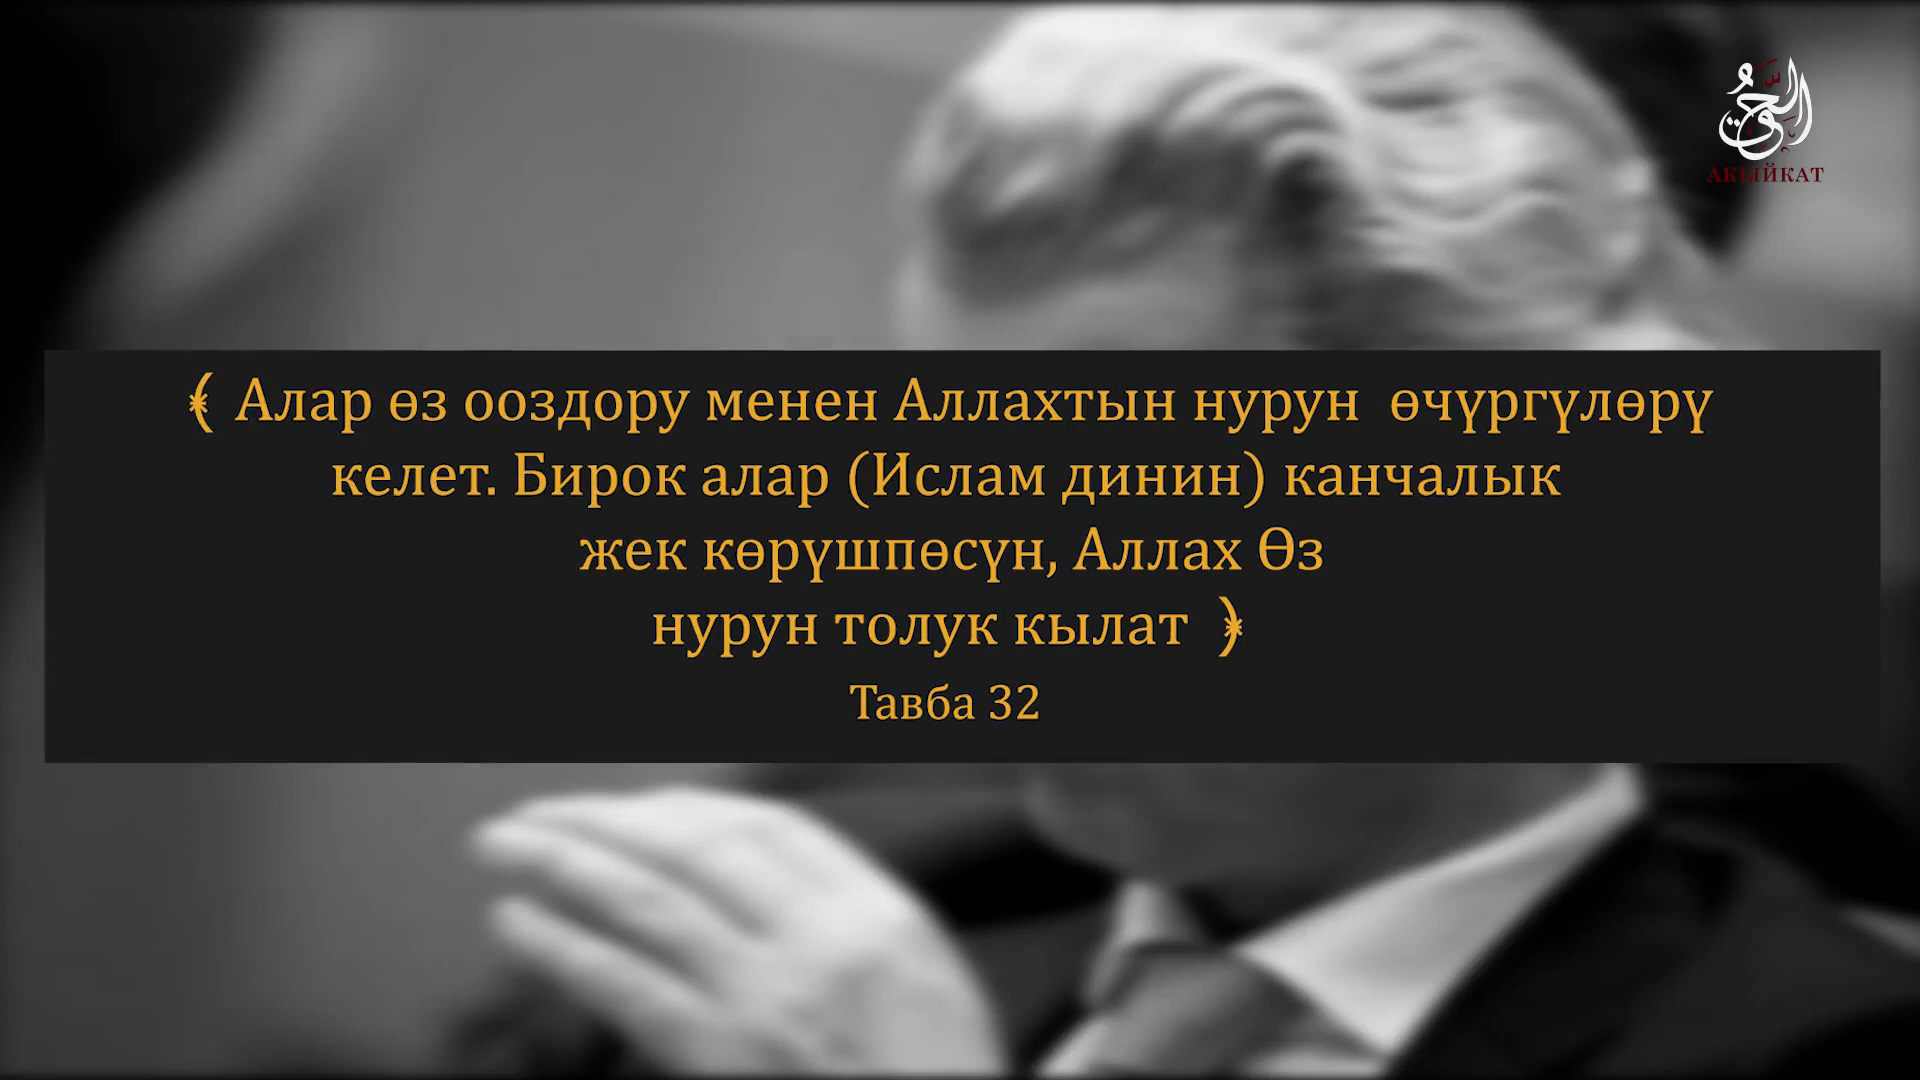 الحق
АКЫЙКАТ
﴾ Алар өз ооздору менен Аллахтын нурун өчүргүлөрү
келет. Бирок алар (Ислам динин) канчалык
жек көрүшпөсүн, Аллах Өз
нурун толук кылат ﴿
Тавба 32